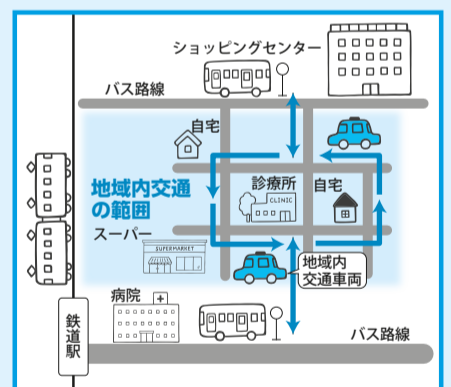 ショッピングセンター
バス路線
自宅
地域内交通
の範囲
診療所
自宅
CLINIC
スーパー
SUPERMARKET
地域内
交通車両
病院
鉄道駅
バス路線